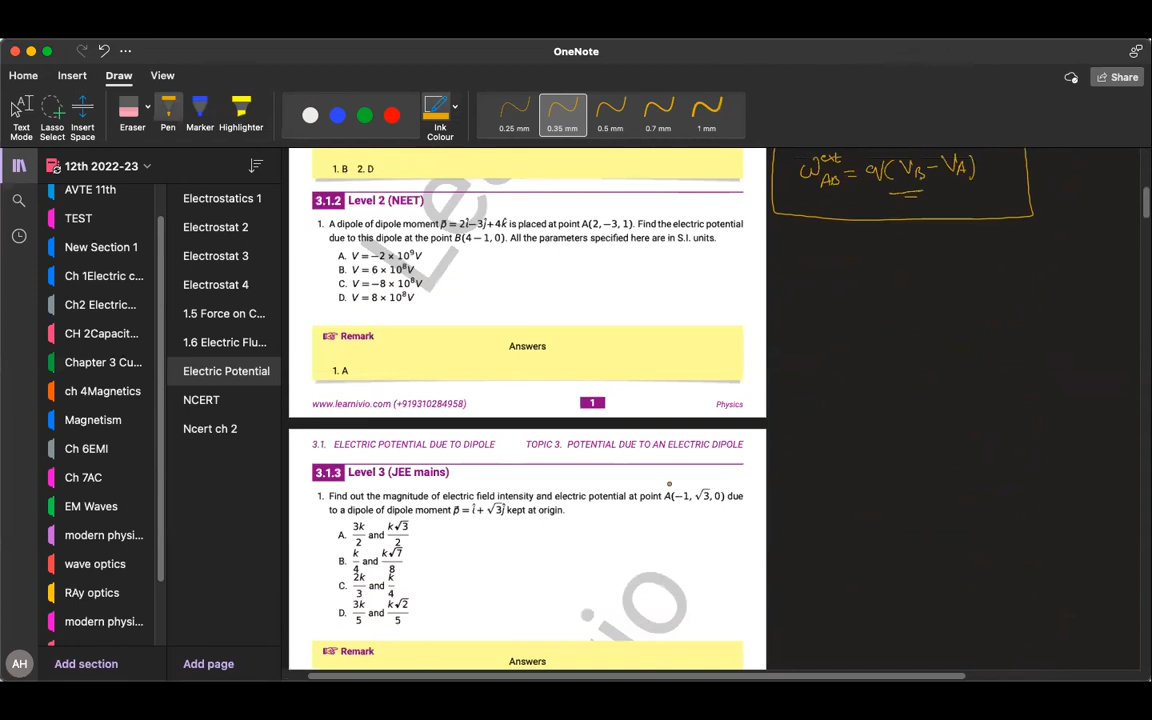 OneNote
Home Insert Draw View
Share
Text Mode
Lasso Select
Insert Space
Eraser
Pen
Marker
Highlighter
Ink Colour
0.25 mm
0.35 mm
0.5 mm
0.7 mm
1 mm
12th 2022-23
AVTE 11th
TEST
New Section 1
Ch 1Electric c...
Ch2 Electric...
CH 2Capacit...
Chapter 3 Cu...
ch 4Magnetics
Magnetism
Ch 6EMI
Ch 7AC
EM Waves
modern physi...
wave optics
RAy optics
modern physi...
AH
Add section
Electrostatics 1
Electrostat 2
Electrostat 3
Electrostat 4
1.5 Force on C...
1.6 Electric Flu...
Electric Potential
NCERT
Ncert ch 2
Add page
1. B 2. D
3.1.2 Level 2 (NEET)
1. A dipole of dipole moment p⃗ = 2î−3ĵ+4k̂ is placed at point A(2, −3, 1). Find the electric potential
due to this dipole at the point B(4 − 1, 0). All the parameters specified here are in S.I. units.
A. V = −2 × 10⁹V
B. V = 6 × 10⁸V
C. V = −8 × 10⁸V
D. V = 8 × 10⁸V
Remark
Answers
1. A
www.learnivio.com (+919310284958) 1 Physics
3.1. ELECTRIC POTENTIAL DUE TO DIPOLE TOPIC 3. POTENTIAL DUE TO AN ELECTRIC DIPOLE
3.1.3 Level 3 (JEE mains)
1. Find out the magnitude of electric field intensity and electric potential at point A(−1, √3, 0) due
to a dipole of dipole moment p⃗ = î + √3ĵ kept at origin.
A. 3k/2 and k√3/2
B. k/4 and k√7/8
C. 2k/3 and k/4
D. 3k/5 and k√2/5
Remark
Answers
W^ext_AB = q(V_B − V_A)